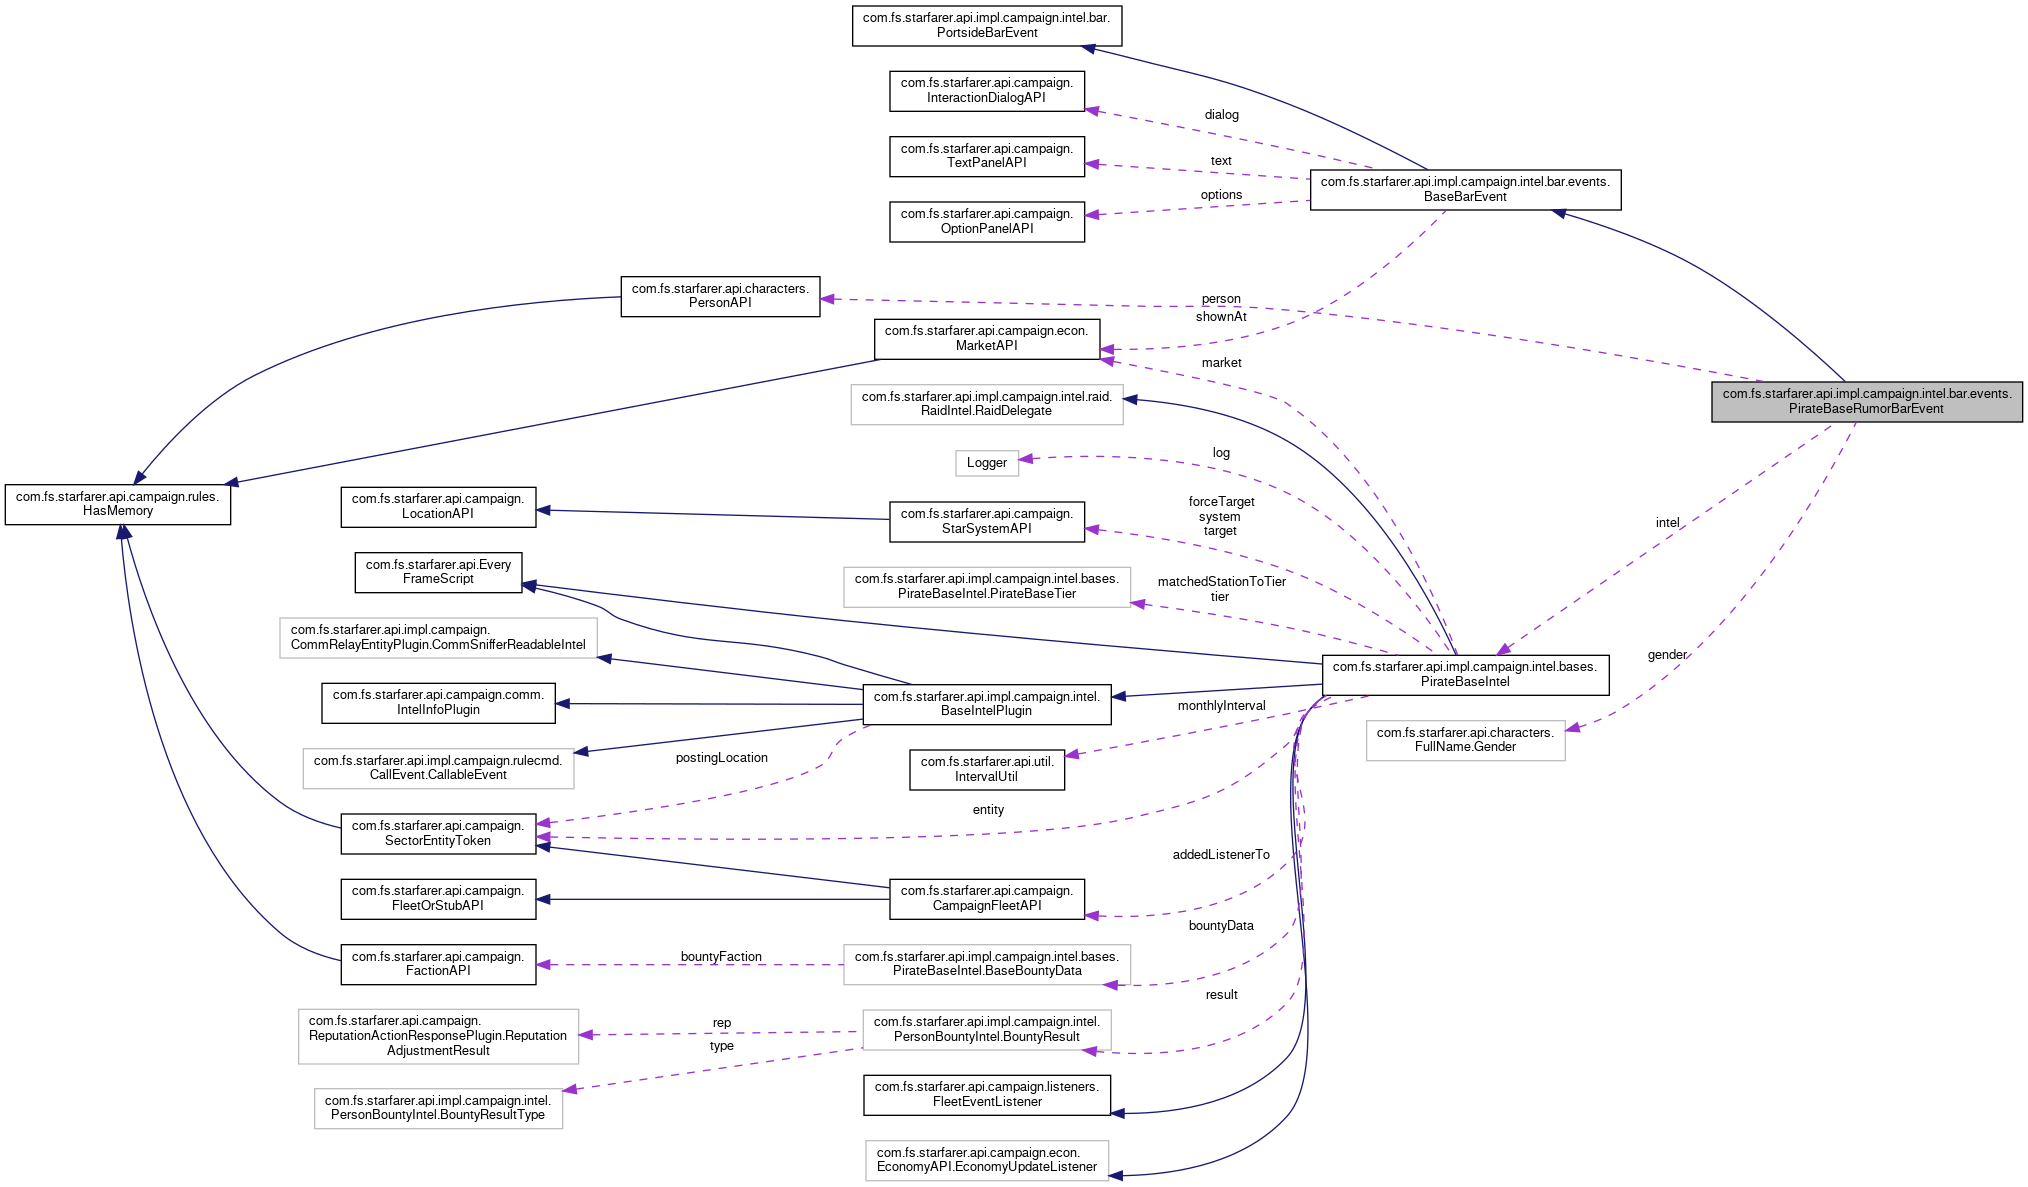 com.fs.starfarer.api.impl.campaign.intel.bar.
PortsideBarEvent
com.fs.starfarer.api.campaign.
InteractionDialogAPI
dialog
com.fs.starfarer.api.campaign.
TextPanelAPI
text
com.fs.starfarer.api.impl.campaign.intel.bar.events.
BaseBarEvent
options
com.fs.starfarer.api.campaign.
OptionPanelAPI
com.fs.starfarer.api.characters.
PersonAPI
person
shownAt
com.fs.starfarer.api.campaign.econ.
MarketAPI
market
com.fs.starfarer.api.impl.campaign.intel.raid.
RaidIntel.RaidDelegate
com.fs.starfarer.api.impl.campaign.intel.bar.events.
PirateBaseRumorBarEvent
log
Logger
com.fs.starfarer.api.campaign.rules.
HasMemory
com.fs.starfarer.api.campaign.
LocationAPI
com.fs.starfarer.api.campaign.
StarSystemAPI
forceTarget
system
target
intel
com.fs.starfarer.api.Every
FrameScript
com.fs.starfarer.api.impl.campaign.intel.bases.
PirateBaseIntel.PirateBaseTier
matchedStationToTier
tier
com.fs.starfarer.api.impl.campaign.
CommRelayEntityPlugin.CommSnifferReadableIntel
gender
com.fs.starfarer.api.impl.campaign.intel.bases.
PirateBaseIntel
com.fs.starfarer.api.campaign.comm.
IntelInfoPlugin
com.fs.starfarer.api.impl.campaign.intel.
BaseIntelPlugin
monthlyInterval
com.fs.starfarer.api.characters.
FullName.Gender
com.fs.starfarer.api.impl.campaign.rulecmd.
CallEvent.CallableEvent
postingLocation
com.fs.starfarer.api.util.
IntervalUtil
entity
com.fs.starfarer.api.campaign.
SectorEntityToken
addedListenerTo
com.fs.starfarer.api.campaign.
FleetOrStubAPI
com.fs.starfarer.api.campaign.
CampaignFleetAPI
bountyData
com.fs.starfarer.api.campaign.
FactionAPI
bountyFaction
com.fs.starfarer.api.impl.campaign.intel.bases.
PirateBaseIntel.BaseBountyData
result
com.fs.starfarer.api.campaign.
ReputationActionResponsePlugin.Reputation
AdjustmentResult
rep
type
com.fs.starfarer.api.impl.campaign.intel.
PersonBountyIntel.BountyResult
com.fs.starfarer.api.impl.campaign.intel.
PersonBountyIntel.BountyResultType
com.fs.starfarer.api.campaign.listeners.
FleetEventListener
com.fs.starfarer.api.campaign.econ.
EconomyAPI.EconomyUpdateListener